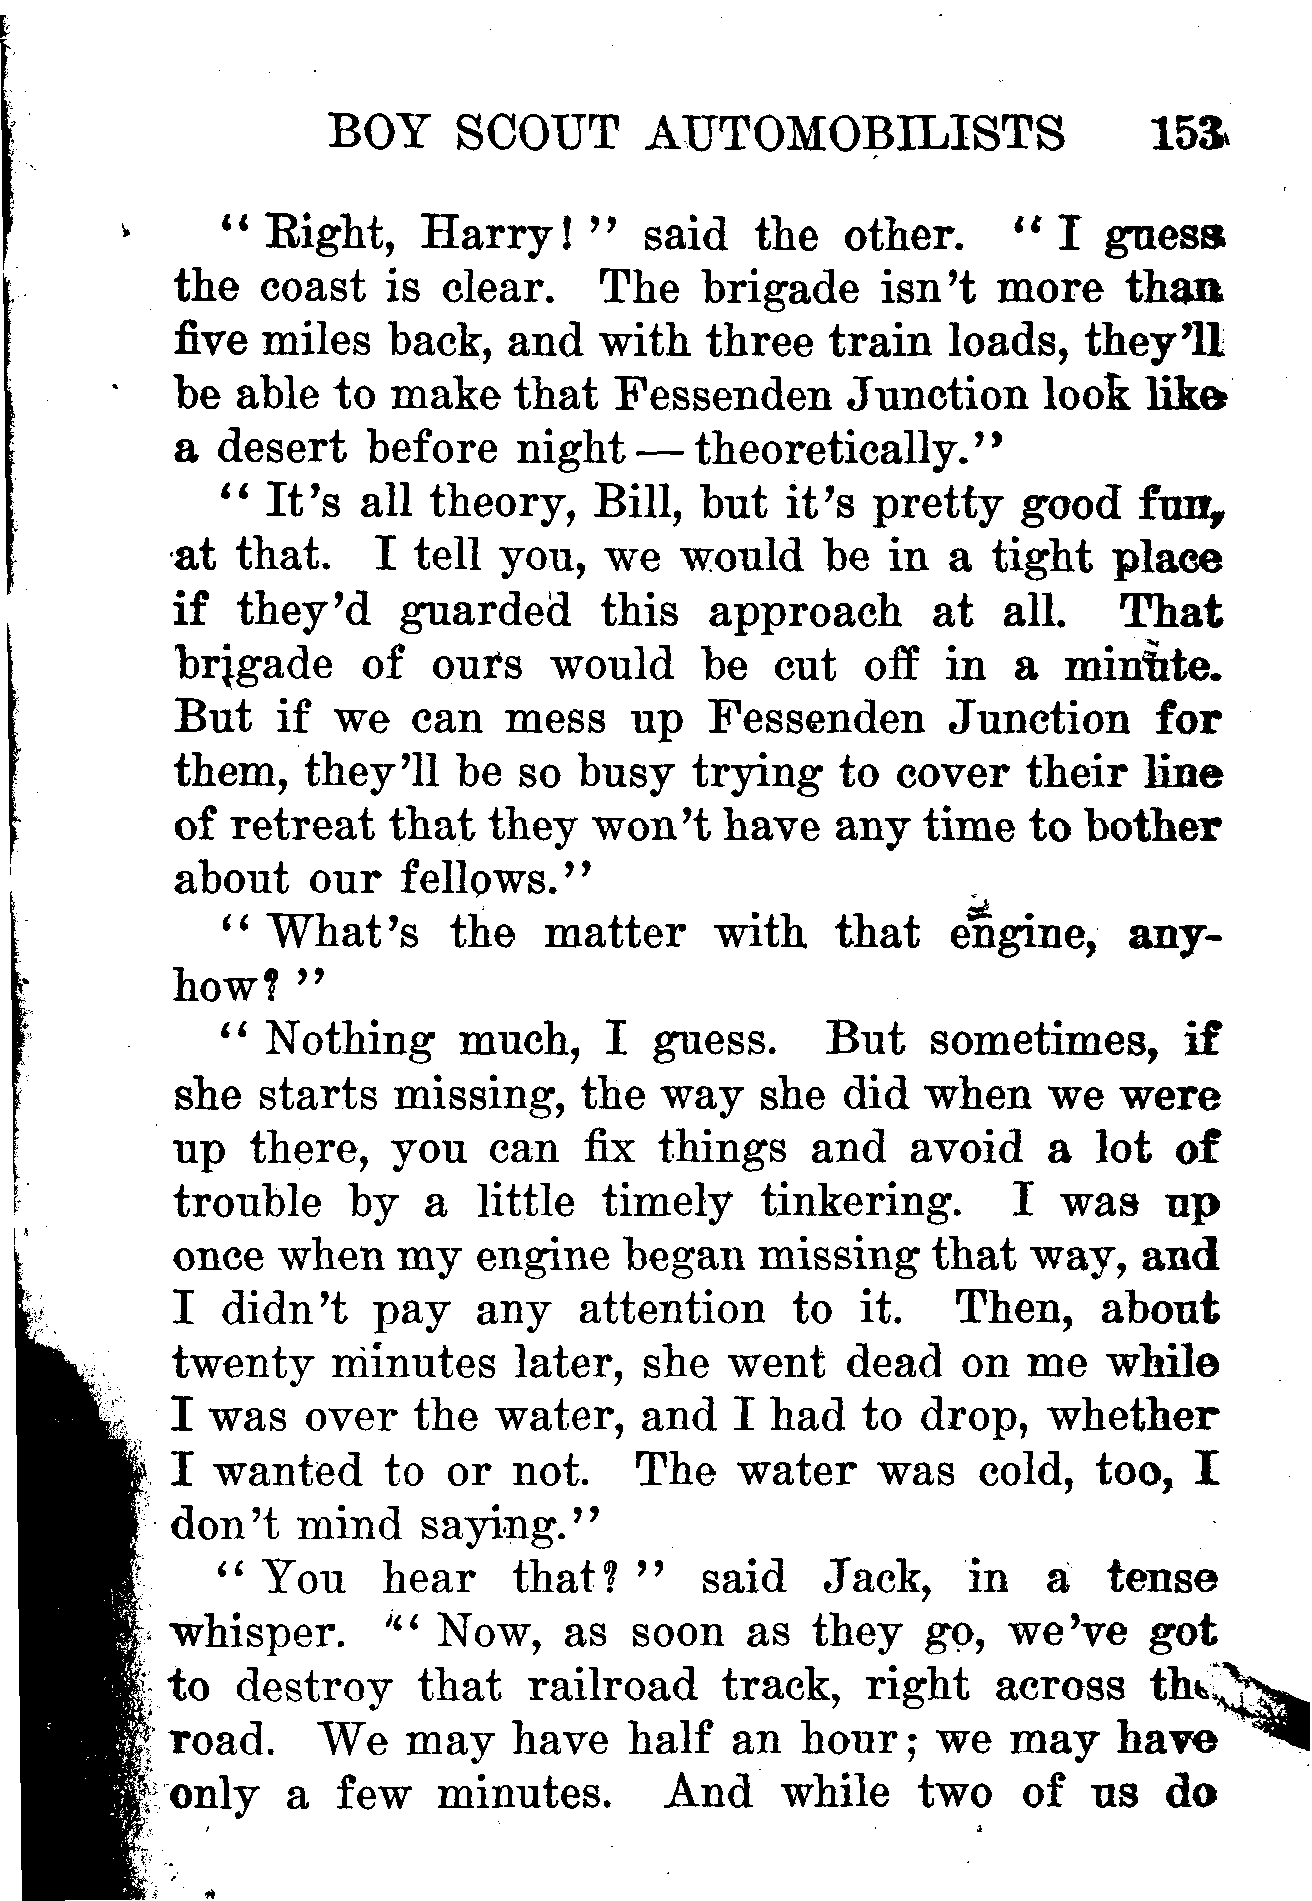 BOY SCOUT AUTOMOBILISTS 153
“ Right, Harry! ” said the other. “ I guess
the coast is clear. The brigade isn’t more than
five miles back, and with three train loads, they’ll
be able to make that Fessenden Junction look like
a desert before night — theoretically.”
“ It’s all theory, Bill, but it’s pretty good fun,
at that. I tell you, we would be in a tight place
if they’d guarded this approach at all. That
brigade of ours would be cut off in a minute.
But if we can mess up Fessenden Junction for
them, they’ll be so busy trying to cover their line
of retreat that they won’t have any time to bother
about our fellows.”
“ What’s the matter with that engine, any-
how? ”
“ Nothing much, I guess. But sometimes, if
she starts missing, the way she did when we were
up there, you can fix things and avoid a lot of
trouble by a little timely tinkering. I was up
once when my engine began missing that way, and
I didn’t pay any attention to it. Then, about
twenty minutes later, she went dead on me while
I was over the water, and I had to drop, whether
I wanted to or not. The water was cold, too, I
don’t mind saying.”
“ You hear that? ” said Jack, in a tense
whisper. “ Now, as soon as they go, we’ve got
to destroy that railroad track, right across the
road. We may have half an hour; we may have
only a few minutes. And while two of us do